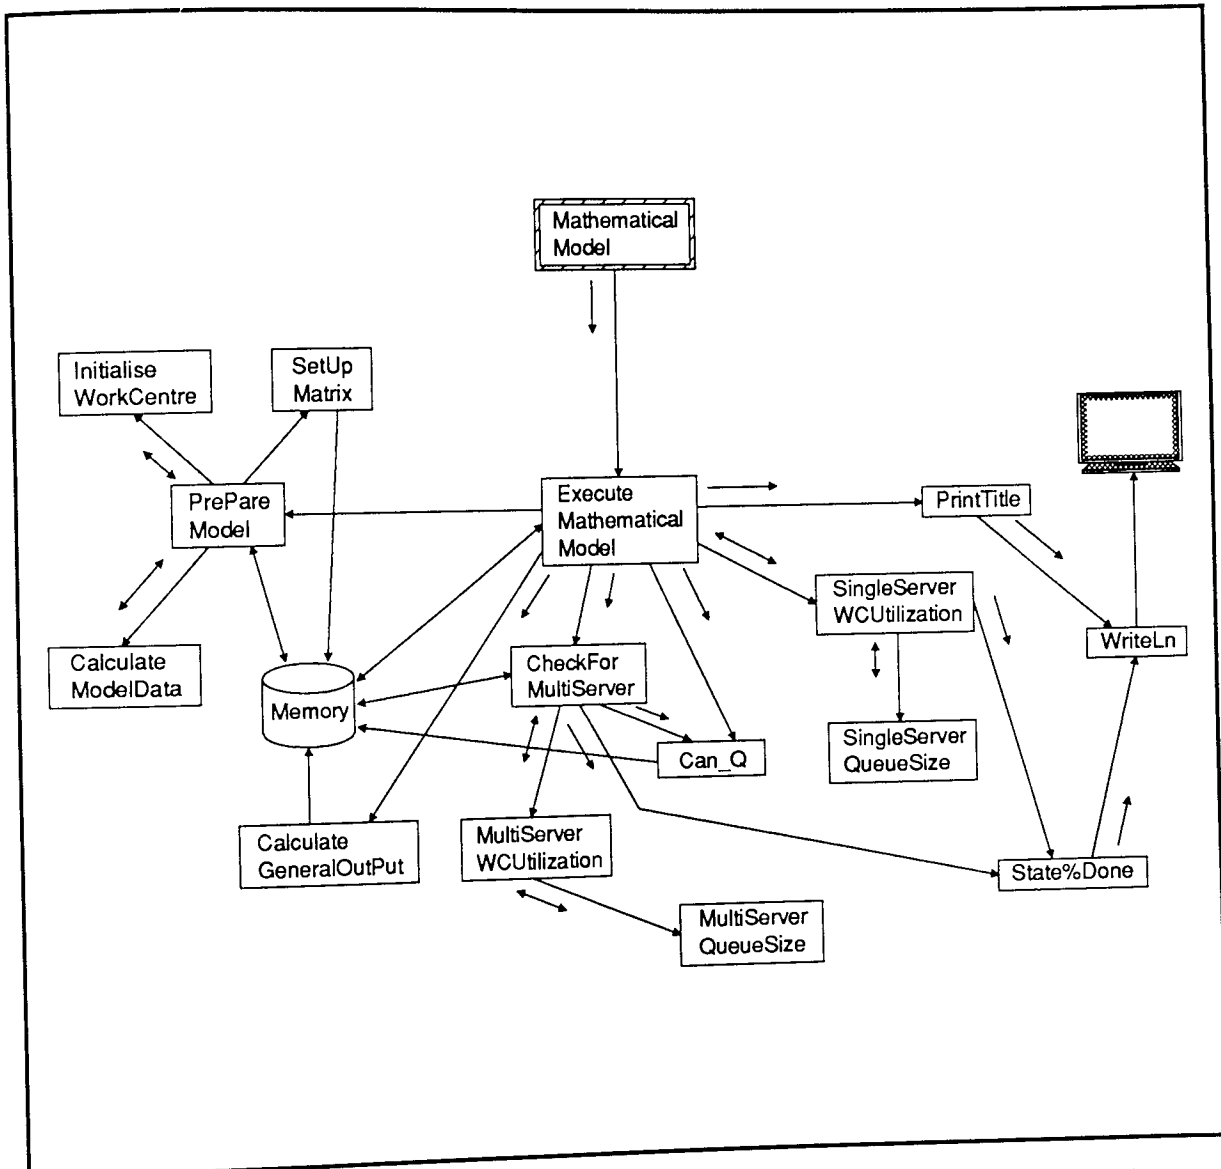 Mathematical
Model
Initialise
WorkCentre
SetUp
Matrix
PrePare
Model
Execute
Mathematical
Model
PrintTitle
SingleServer
WCUtilization
WriteLn
Calculate
ModelData
Memory
CheckFor
MultiServer
Can_Q
SingleServer
QueueSize
Calculate
GeneralOutPut
MultiServer
WCUtilization
State%Done
MultiServer
QueueSize